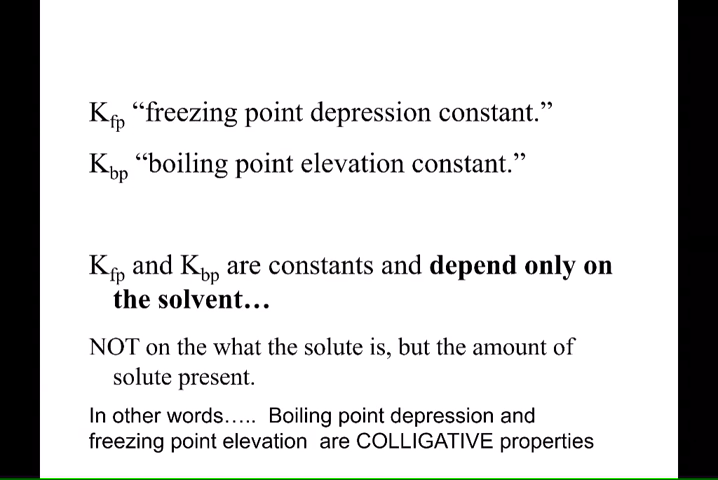 Kfp “freezing point depression constant.”
Kbp “boiling point elevation constant.”
Kfp and Kbp are constants and depend only on
the solvent…
NOT on the what the solute is, but the amount of
solute present.
In other words….. Boiling point depression and
freezing point elevation are COLLIGATIVE properties